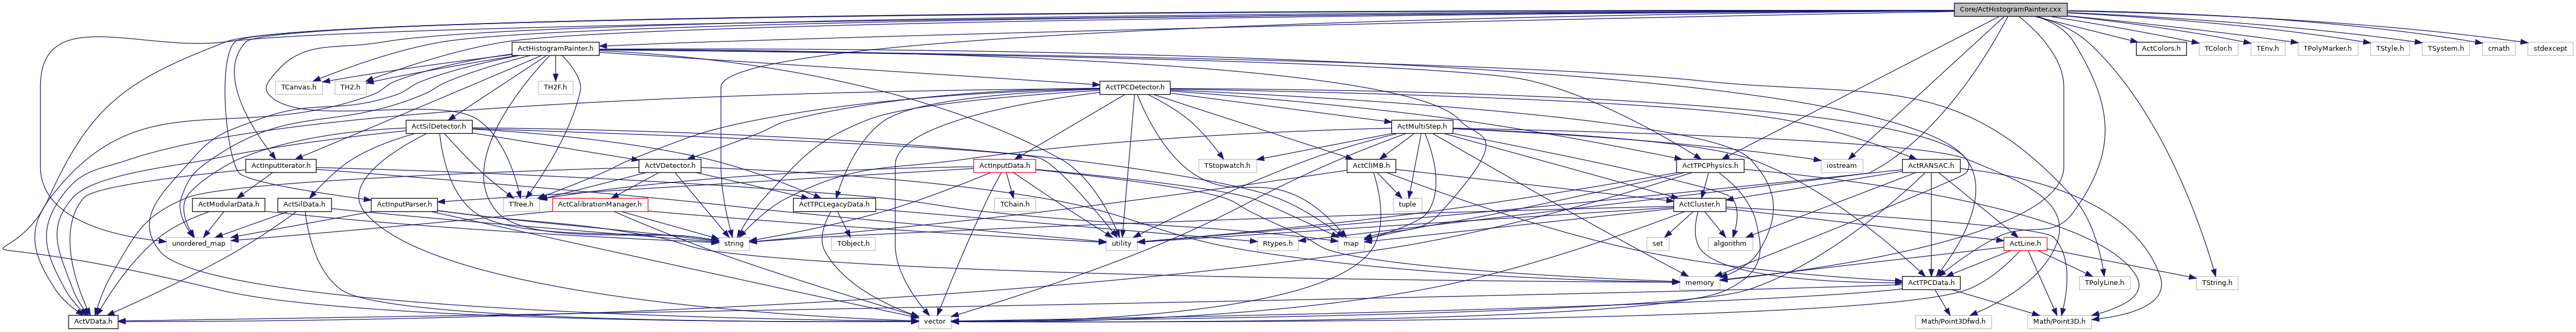 Core/ActHistogramPainter.cxx
ActHistogramPainter.h
ActColors.h
TColor.h
TEnv.h
TPolyMarker.h
TStyle.h
TSystem.h
cmath
stdexcept
TCanvas.h
TH2.h
TH2F.h
ActTPCDetector.h
ActSilDetector.h
ActMultiStep.h
ActInputIterator.h
ActVDetector.h
ActInputData.h
TStopwatch.h
ActCliMB.h
ActTPCPhysics.h
iostream
ActRANSAC.h
ActModularData.h
ActSilData.h
ActInputParser.h
TTree.h
ActCalibrationManager.h
ActTPCLegacyData.h
TChain.h
tuple
ActCluster.h
unordered_map
string
TObject.h
utility
Rtypes.h
map
set
algorithm
ActLine.h
memory
ActTPCData.h
TPolyLine.h
TString.h
ActVData.h
vector
Math/Point3Dfwd.h
Math/Point3D.h